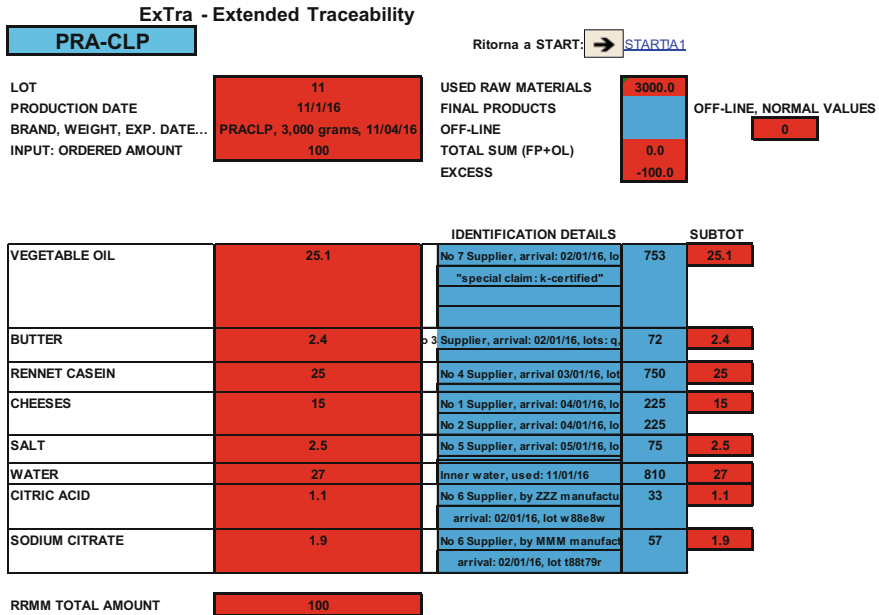 ExTra - Extended Traceability
PRA-CLP
Ritorna a START: STARTIA1
LOT 11 USED RAW MATERIALS 3000.0
PRODUCTION DATE 11/1/16 FINAL PRODUCTS OFF-LINE, NORMAL VALUES
BRAND, WEIGHT, EXP. DATE... PRACLP, 3,000 grams, 11/04/16 OFF-LINE 0
INPUT: ORDERED AMOUNT 100 TOTAL SUM (FP+OL) 0.0
EXCESS -100.0
IDENTIFICATION DETAILS SUBTOT
VEGETABLE OIL 25.1 No 7 Supplier, arrival: 02/01/16, lo 753 25.1
"special claim: k-certified"
BUTTER 2.4 o 3 Supplier, arrival: 02/01/16, lots: q, 72 2.4
RENNET CASEIN 25 No 4 Supplier, arrival 03/01/16, lot 750 25
CHEESES 15 No 1 Supplier, arrival: 04/01/16, lo 225 15
No 2 Supplier, arrival: 04/01/16, lo 225
SALT 2.5 No 5 Supplier, arrival: 05/01/16, lo 75 2.5
WATER 27 Inner water, used: 11/01/16 810 27
CITRIC ACID 1.1 No 6 Supplier, by ZZZ manufactu 33 1.1
arrival: 02/01/16, lot w88e8w
SODIUM CITRATE 1.9 No 6 Supplier, by MMM manufact 57 1.9
arrival: 02/01/16, lot t88t79r
RRMM TOTAL AMOUNT 100